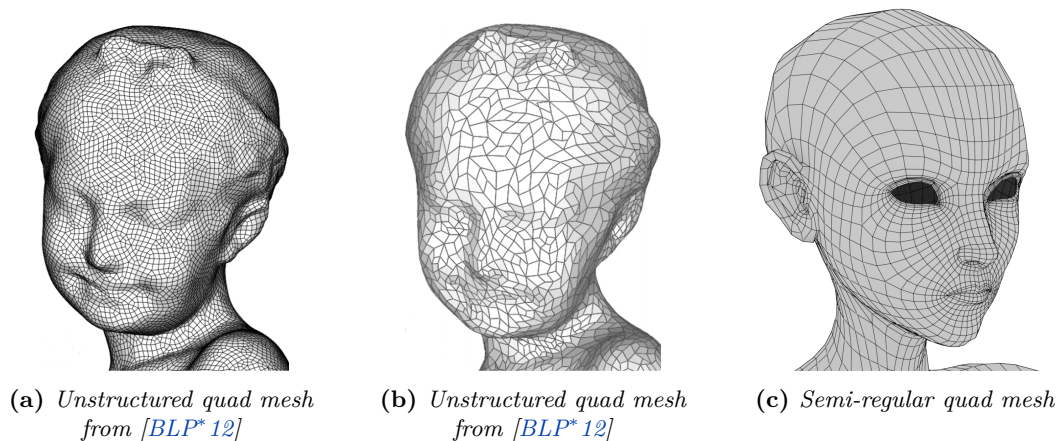 (a) Unstructured quad mesh
from [BLP* 12]
(b) Unstructured quad mesh
from [BLP* 12]
(c) Semi-regular quad mesh